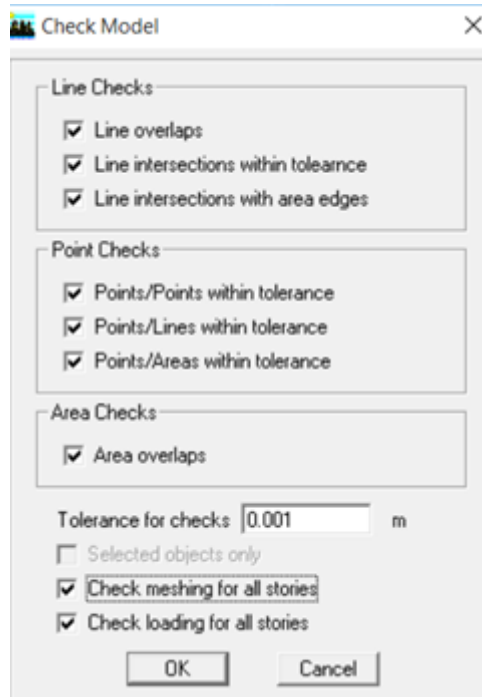 Check Model
Line Checks
Line overlaps
Line intersections within tolearnce
Line intersections with area edges
Point Checks
Points/Points within tolerance
Points/Lines within tolerance
Points/Areas within tolerance
Area Checks
Area overlaps
Tolerance for checks 0.001 m
Selected objects only
Check meshing for all stories
Check loading for all stories
OK Cancel